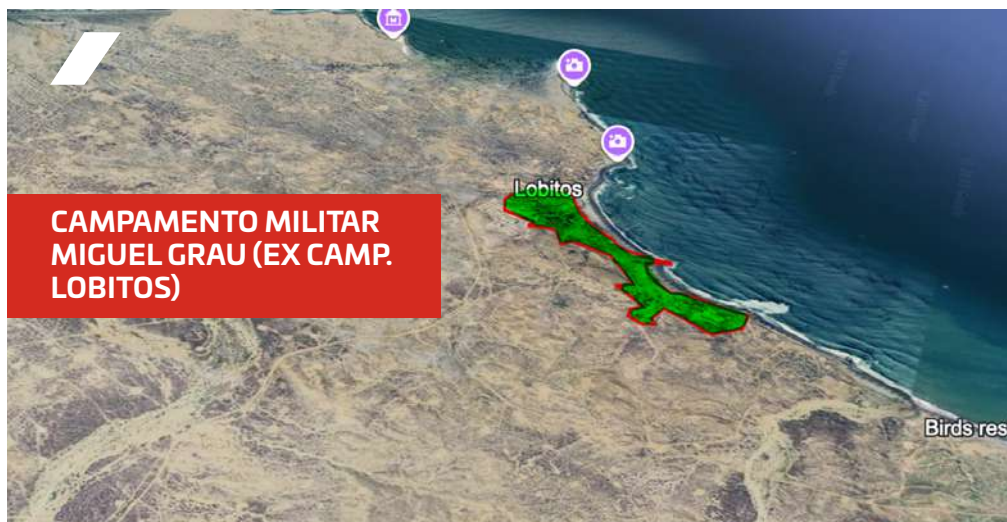 Lobitos
CAMPAMENTO MILITAR
MIGUEL GRAU (EX CAMP.
LOBITOS)
Birds res